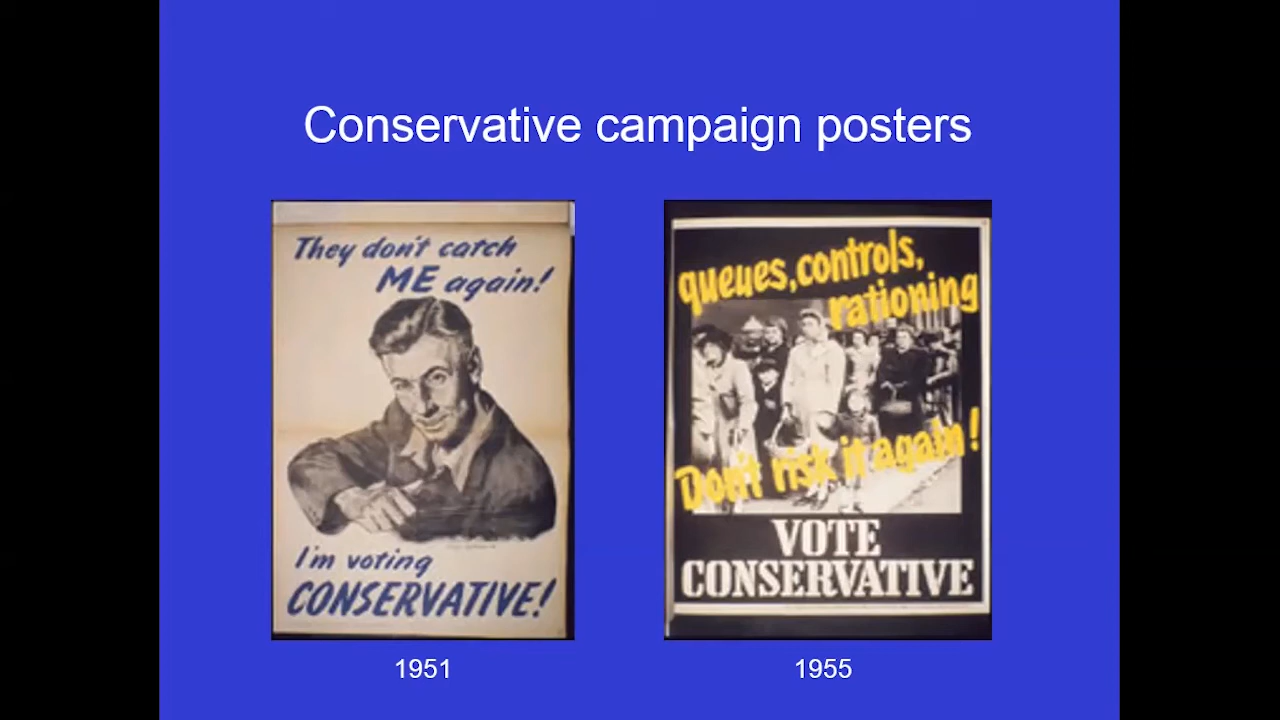 Conservative campaign posters
They don't catch
ME again!
I'm voting
CONSERVATIVE!
1951
queues, controls,
rationing
Don't risk it again!
VOTE
CONSERVATIVE
1955